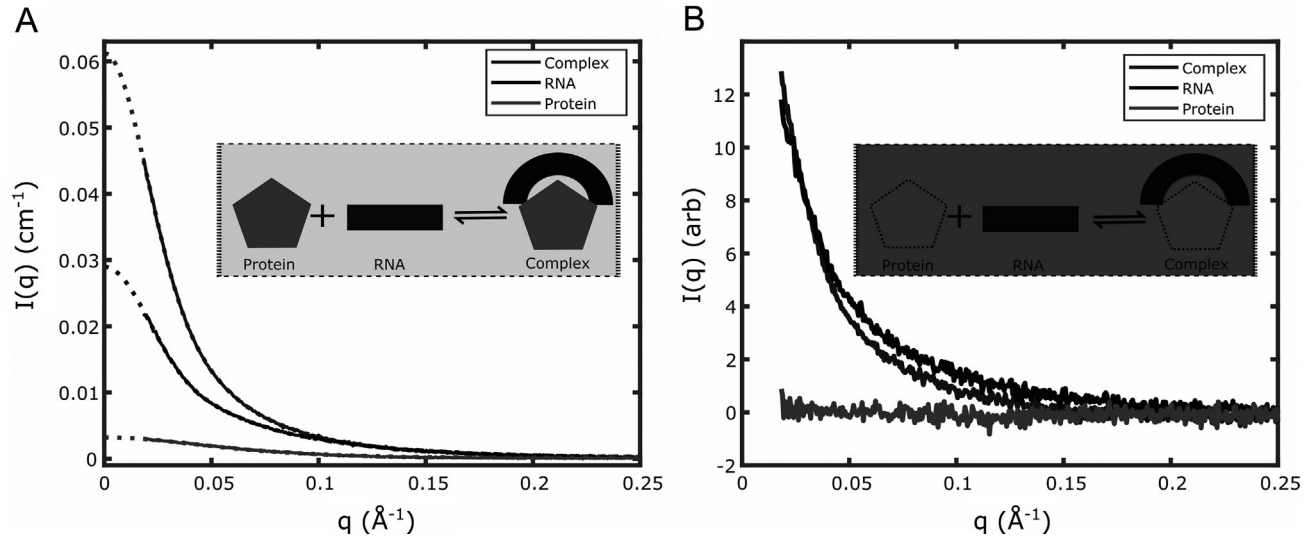 A
I(q) (cm⁻¹)
0.06
0.05
0.04
0.03
0.02
0.01
0
0
0.05
0.1
0.15
0.2
0.25
q (Å⁻¹)
Complex
RNA
Protein
+
Protein
RNA
Complex
B
I(q) (arb)
12
10
8
6
4
2
0
-2
0
0.05
0.1
0.15
0.2
0.25
q (Å⁻¹)
Complex
RNA
Protein
+
Protein
RNA
Complex